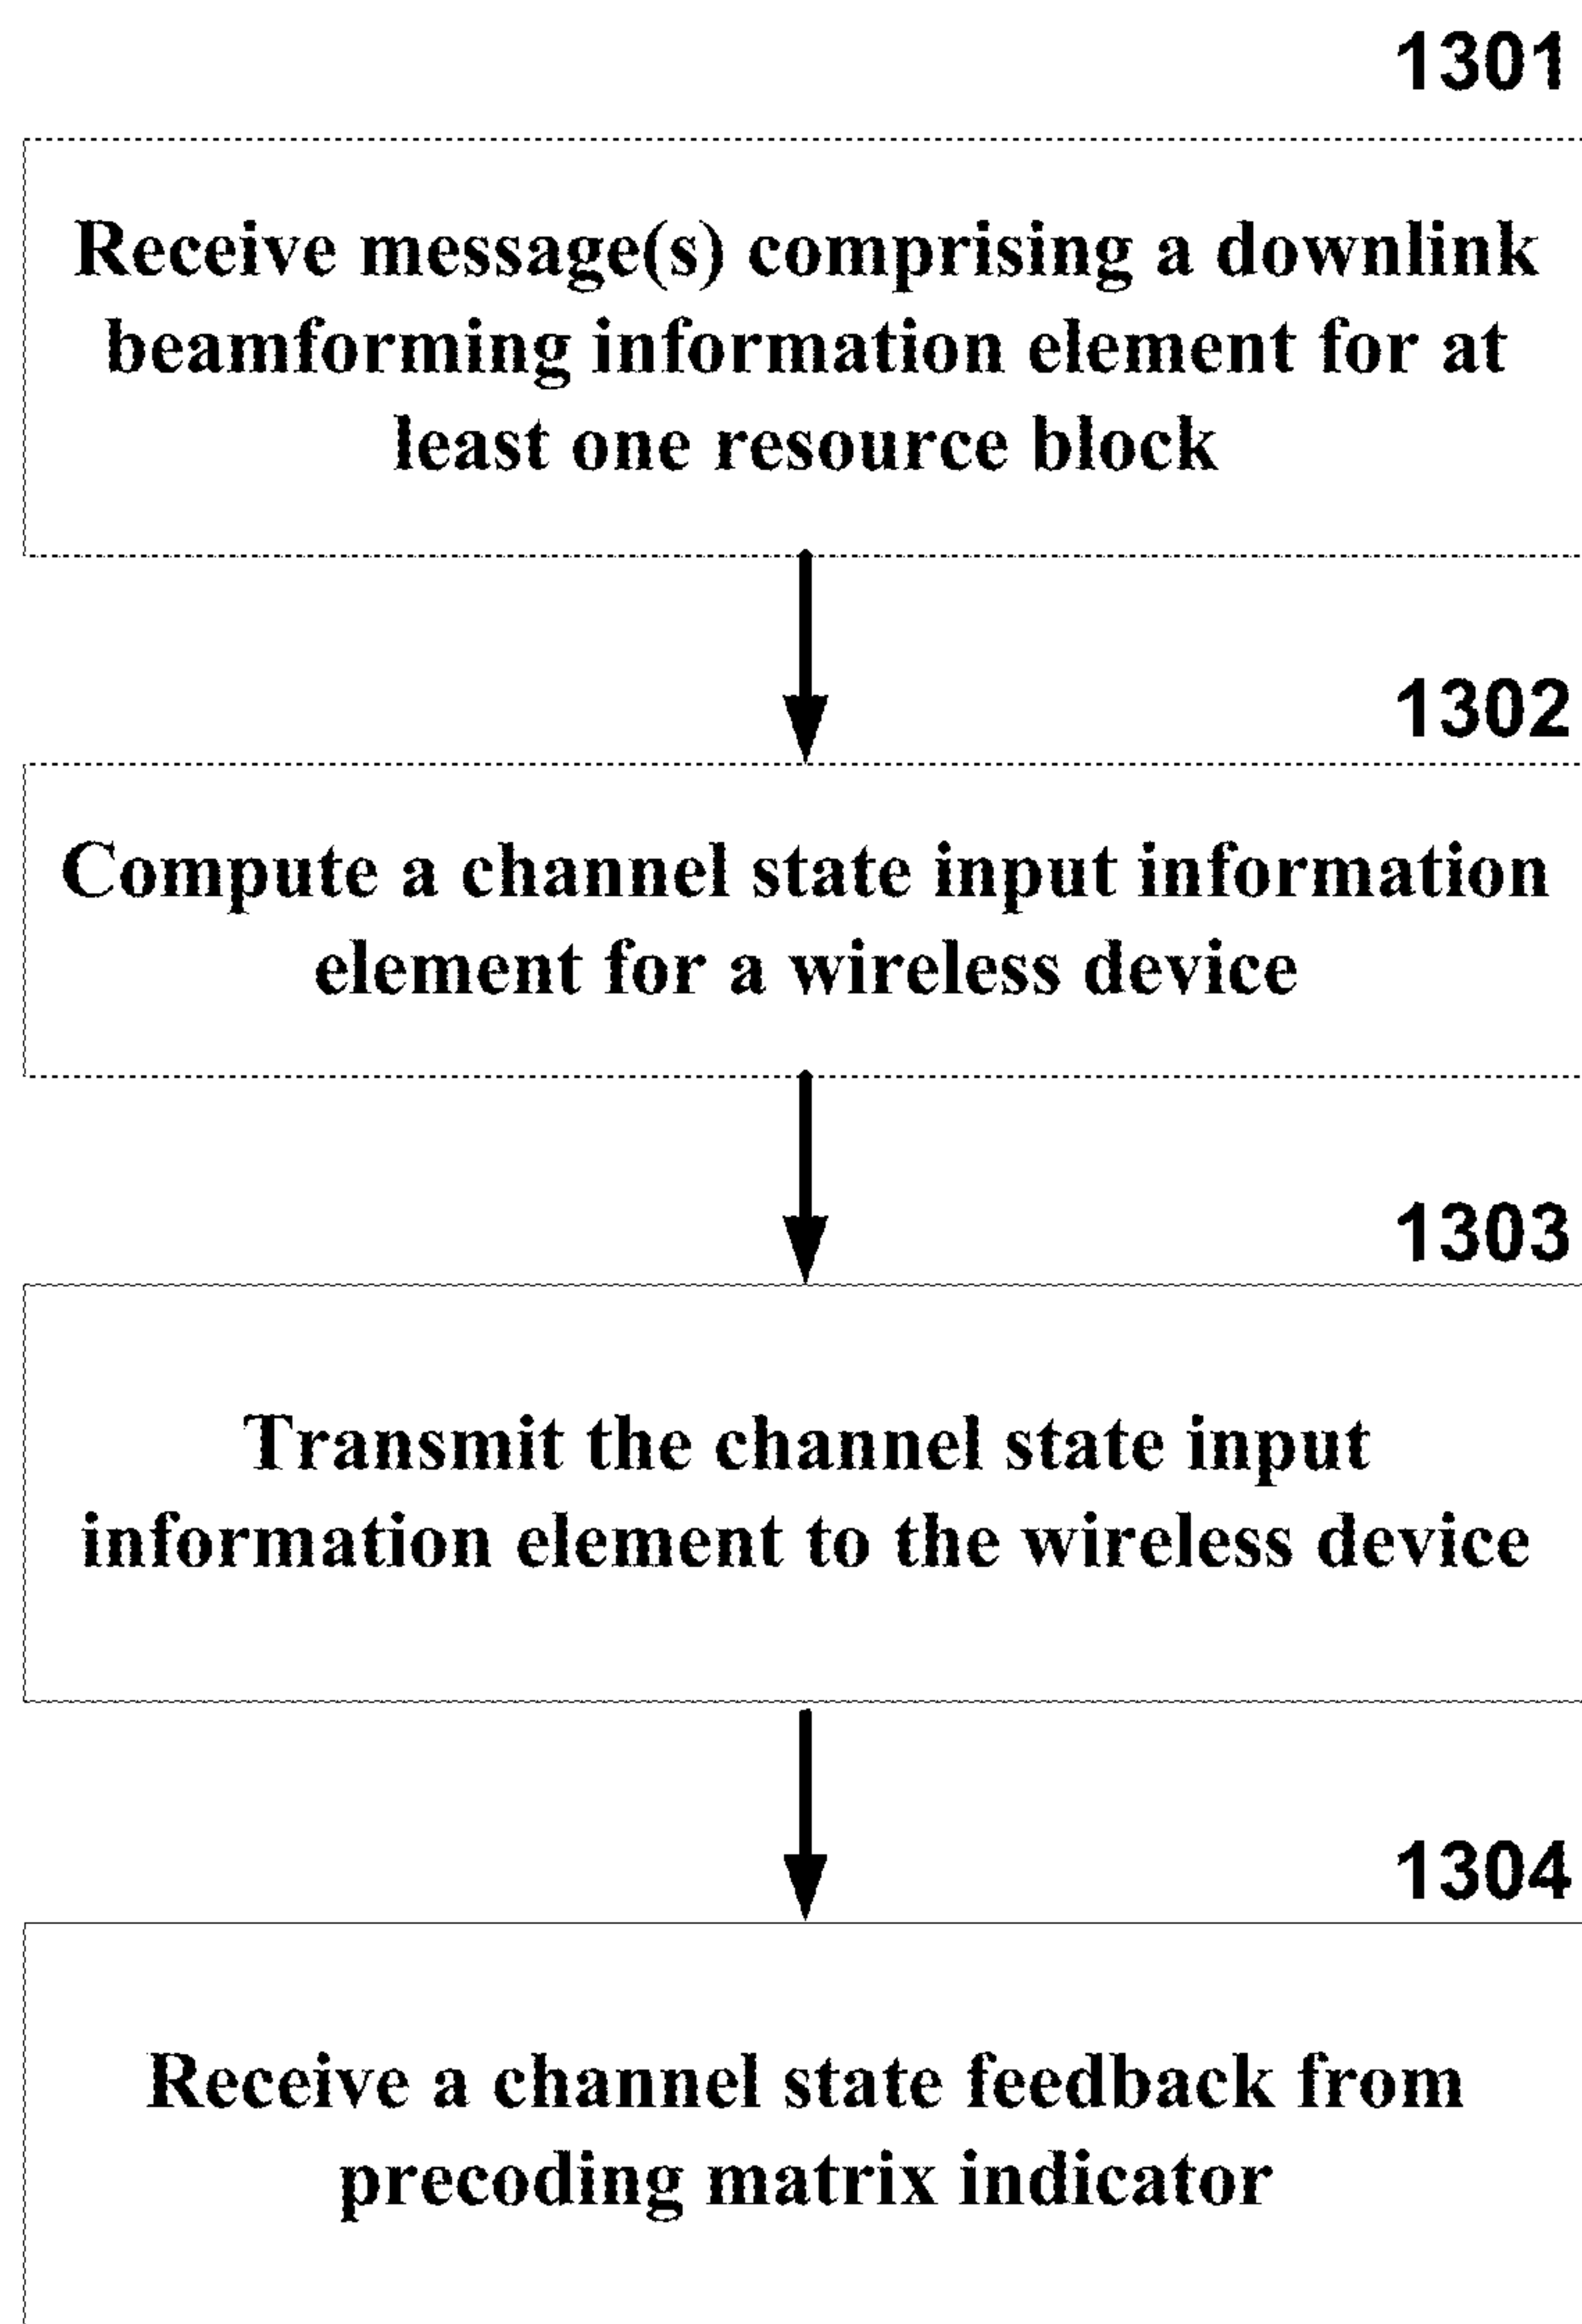 1301
Receive message(s) comprising a downlink
beamforming information element for at
least one resource block
1302
Compute a channel state input information
element for a wireless device
1303
Transmit the channel state input
information element to the wireless device
1304
Receive a channel state feedback from
precoding matrix indicator